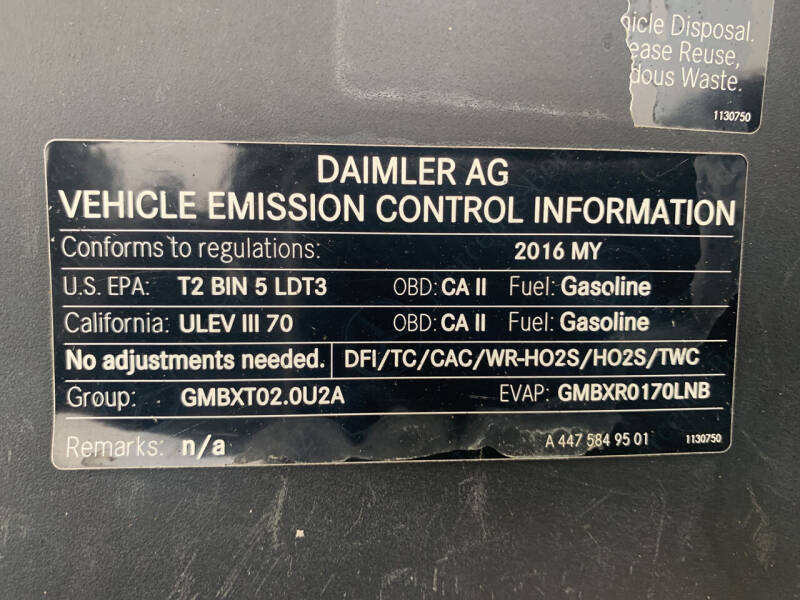 hicle Disposal.
ease Reuse,
dous Waste.
1130750
DAIMLER AG
VEHICLE EMISSION CONTROL INFORMATION
Conforms to regulations: 2016 MY
U.S. EPA: T2 BIN 5 LDT3 OBD: CA II Fuel: Gasoline
California: ULEV III 70 OBD: CA II Fuel: Gasoline
No adjustments needed. DFI/TC/CAC/WR-HO2S/HO2S/TWC
Group: GMBXT02.0U2A EVAP: GMBXR0170LNB
Remarks: n/a A 447 584 95 01 1130750